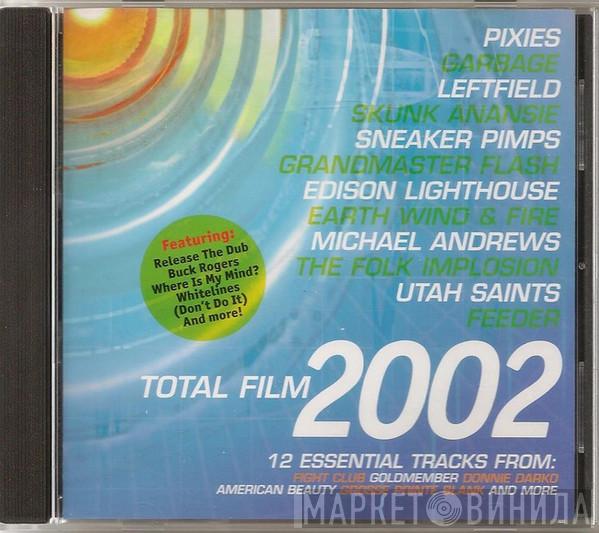 PIXIES
GARBAGE
LEFTFIELD
SKUNK ANANSIE
SNEAKER PIMPS
GRANDMASTER FLASH
EDISON LIGHTHOUSE
EARTH WIND & FIRE
MICHAEL ANDREWS
THE FOLK IMPLOSION
UTAH SAINTS
FEEDER
Featuring:
Release The Dub
Buck Rogers
Where Is My Mind?
Whitelines
(Don't Do It)
And more!
TOTAL FILM 2002
12 ESSENTIAL TRACKS FROM:
FIGHT CLUB GOLDMEMBER DONNIE DARKO
AMERICAN BEAUTY GROSSE POINTE BLANK AND MORE
МАРКЕТ ВИНИЛА